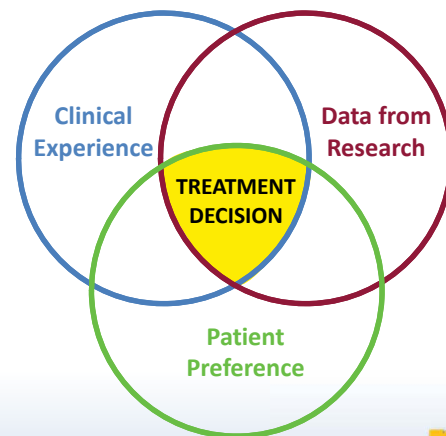 Clinical
Experience
Data from
Research
TREATMENT
DECISION
Patient
Preference